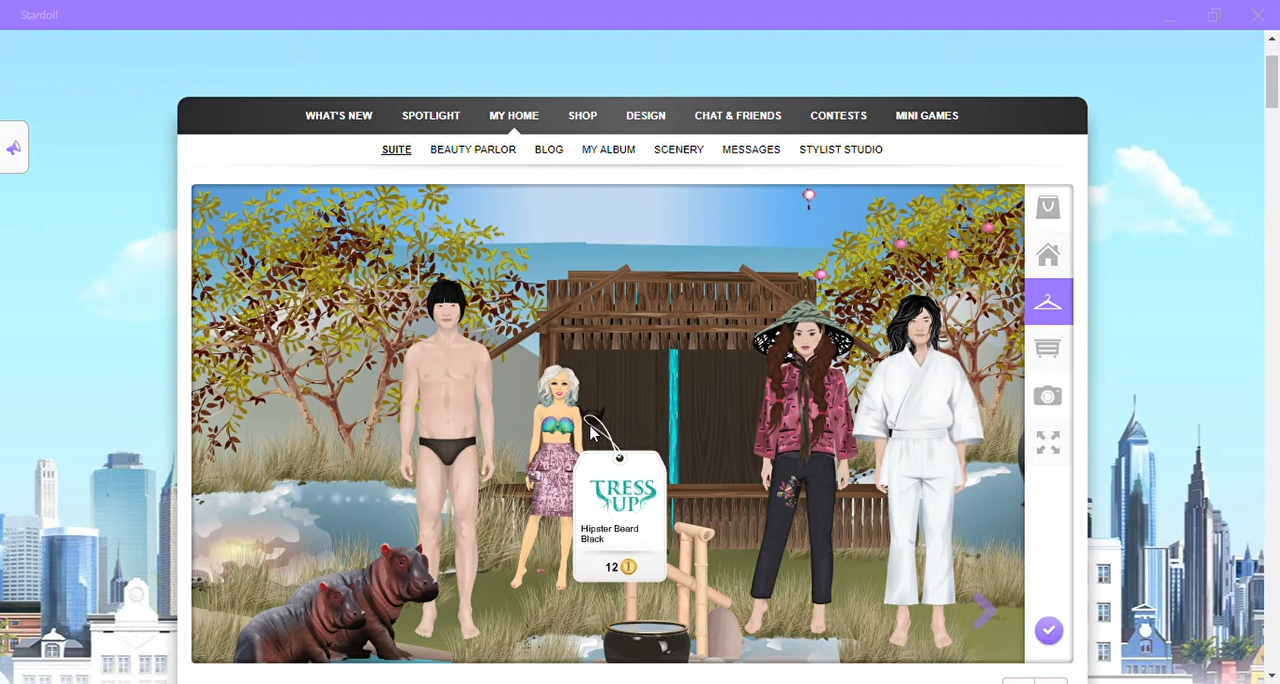 Stardoll
WHAT'S NEW SPOTLIGHT MY HOME SHOP DESIGN CHAT & FRIENDS CONTESTS MINI GAMES
SUITE BEAUTY PARLOR BLOG MY ALBUM SCENERY MESSAGES STYLIST STUDIO
TRESS
UP
Hipster Beard
Black
12